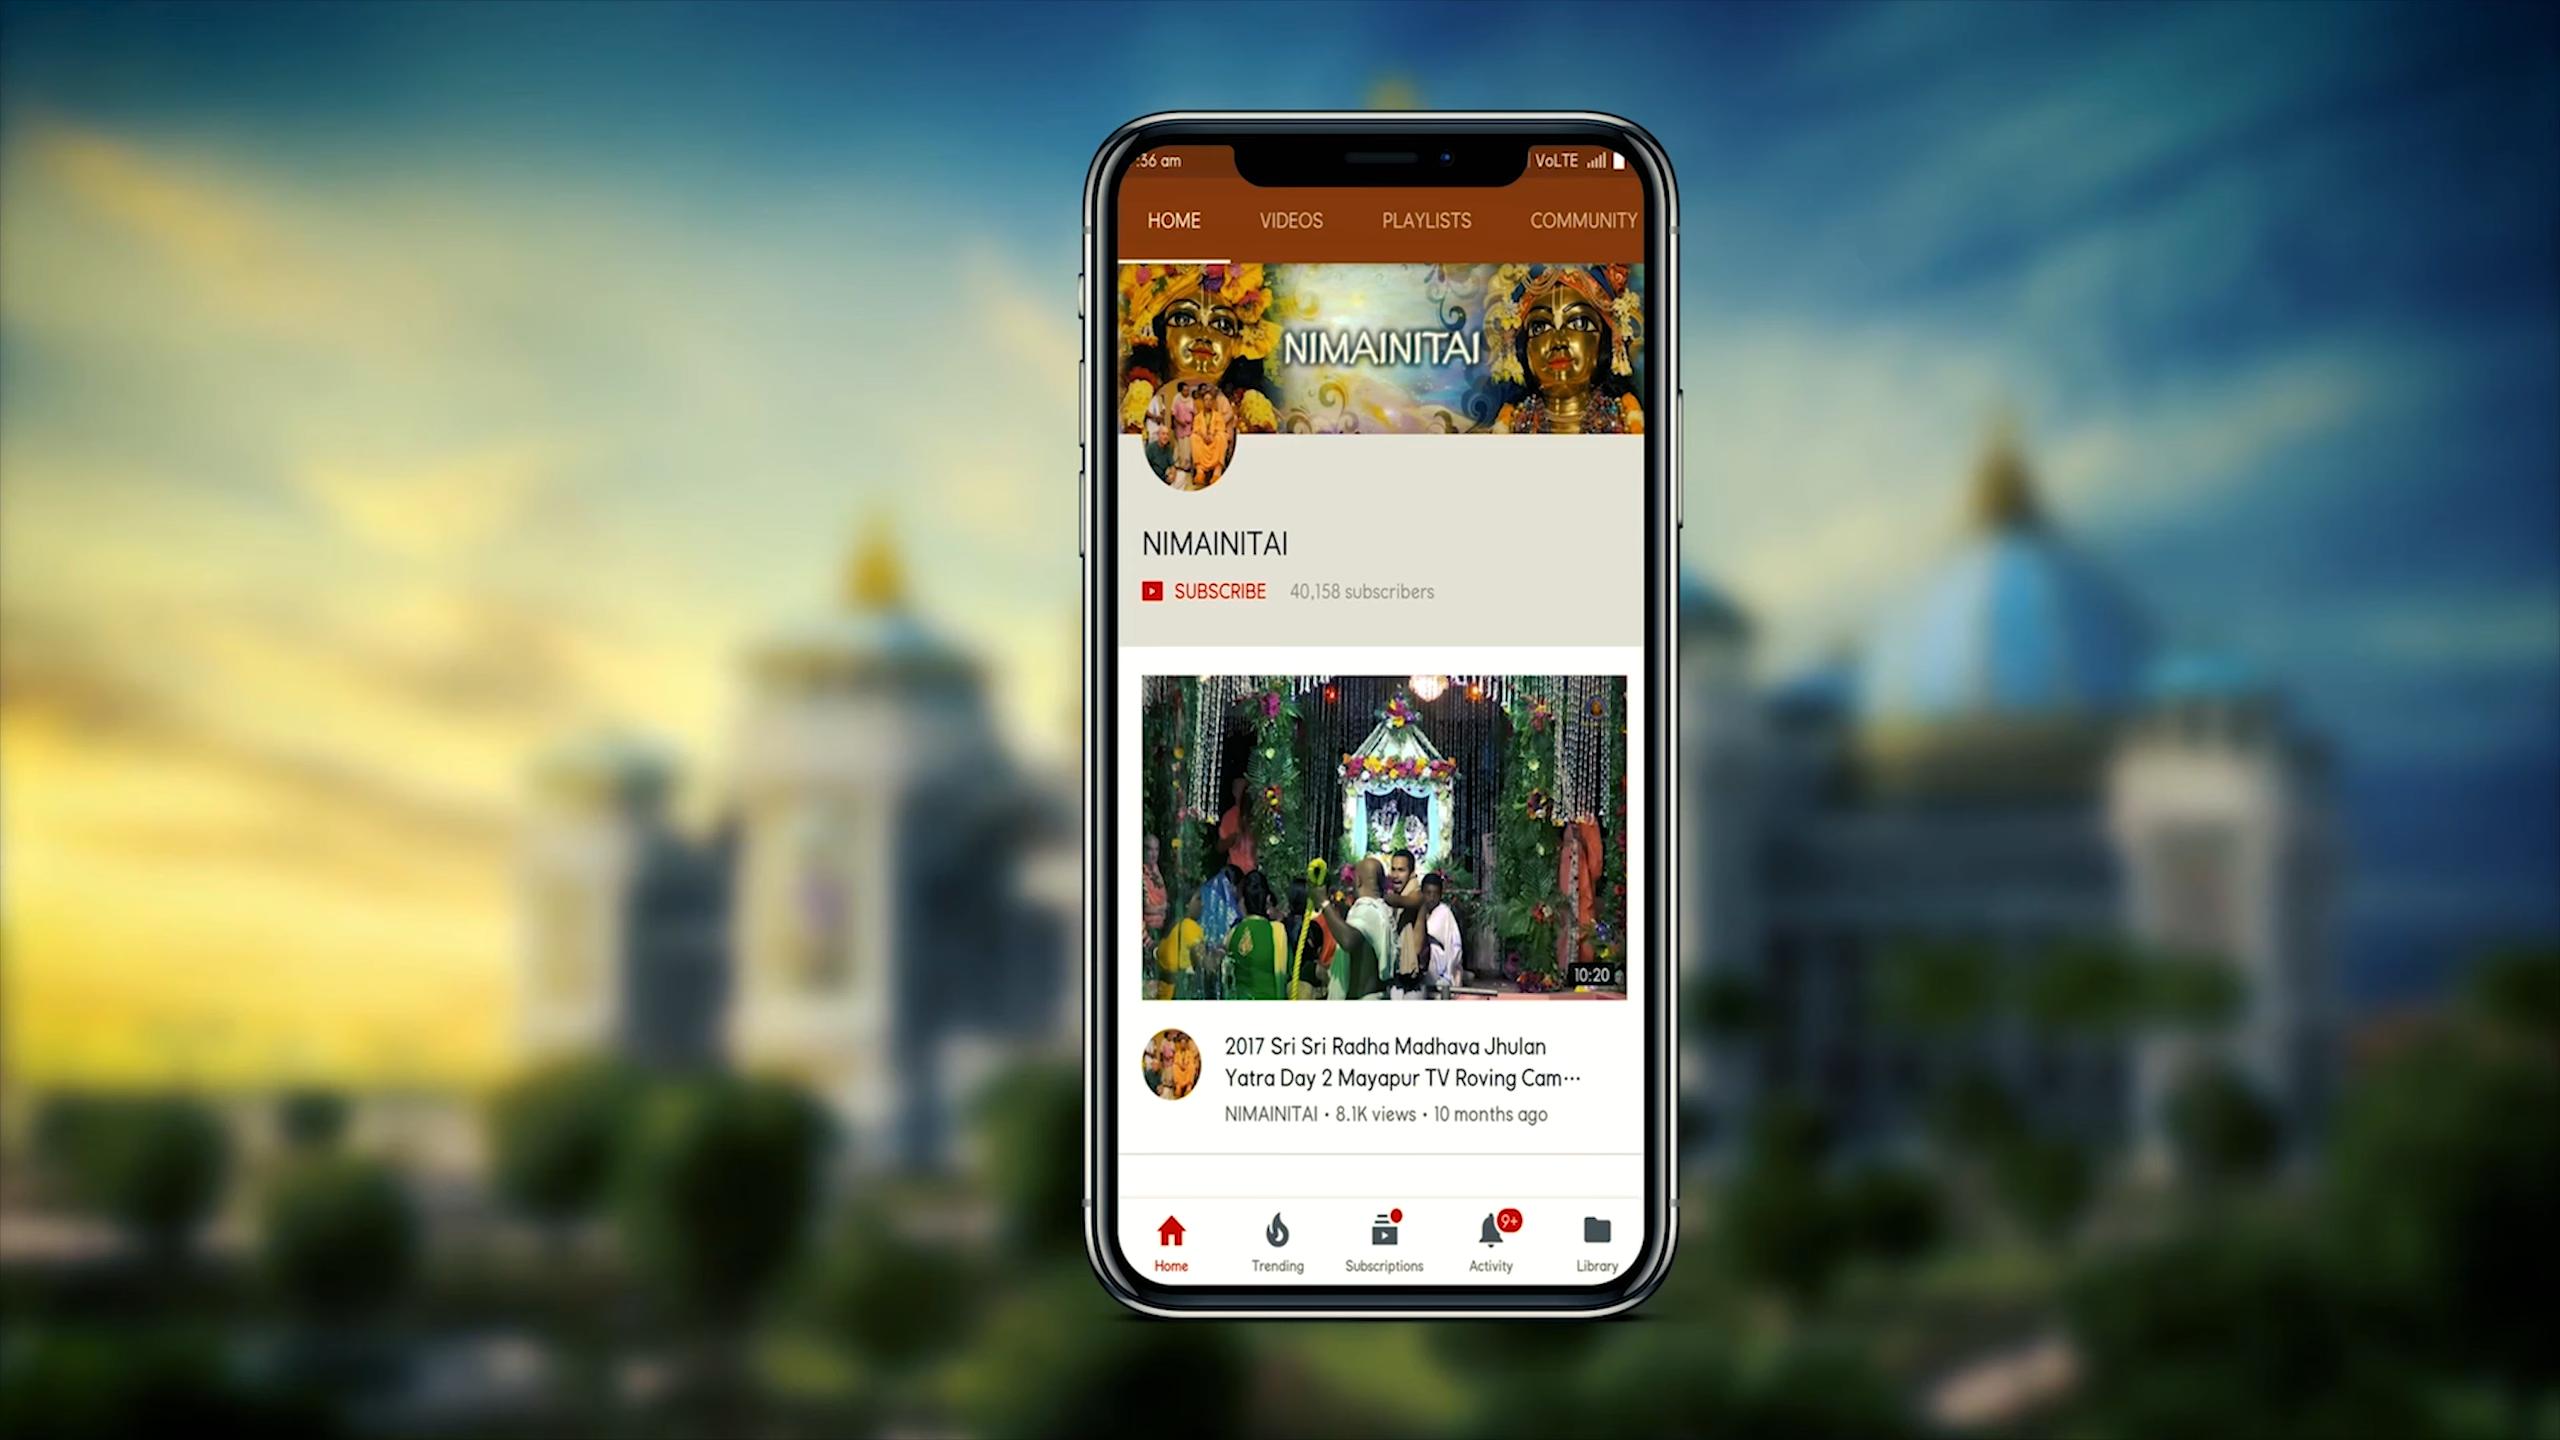 :36 am
VoLTE
HOME VIDEOS PLAYLISTS COMMUNITY
NIMAINITAI
NIMAINITAI
SUBSCRIBE 40,158 subscribers
10:20
2017 Sri Sri Radha Madhava Jhulan
Yatra Day 2 Mayapur TV Roving Cam...
NIMAINITAI • 8.1K views • 10 months ago
9+
Home Trending Subscriptions Activity Library